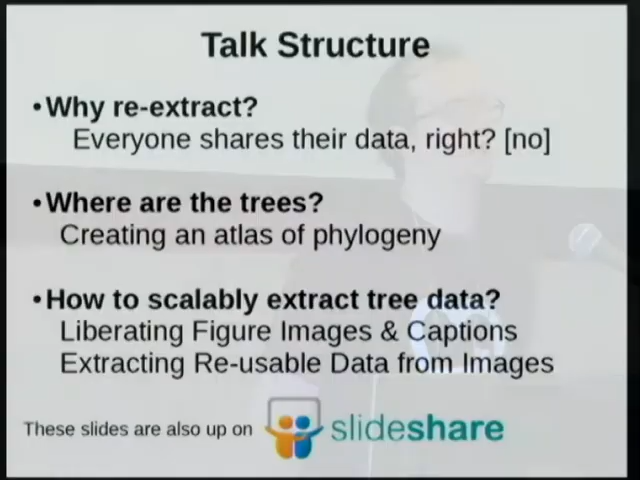 Talk Structure
•Why re-extract?
Everyone shares their data, right? [no]
•Where are the trees?
Creating an atlas of phylogeny
•How to scalably extract tree data?
Liberating Figure Images & Captions
Extracting Re-usable Data from Images
These slides are also up on slideshare